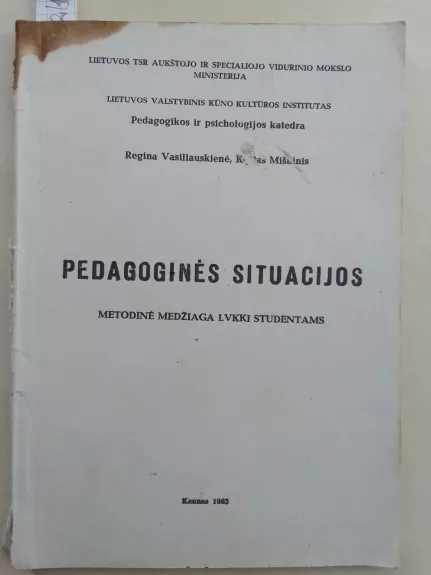 LIETUVOS TSR AUKŠTOJO IR SPECIALIOJO VIDURINIO MOKSLO
MINISTERIJA
LIETUVOS VALSTYBINIS KŪNO KULTŪROS INSTITUTAS
Pedagogikos ir psichologijos katedra
Regina Vasiliauskienė, Miškinis
PEDAGOGINĖS SITUACIJOS
METODINĖ MEDŽIAGA LVKKI STUDENTAMS
Kaunas 1983